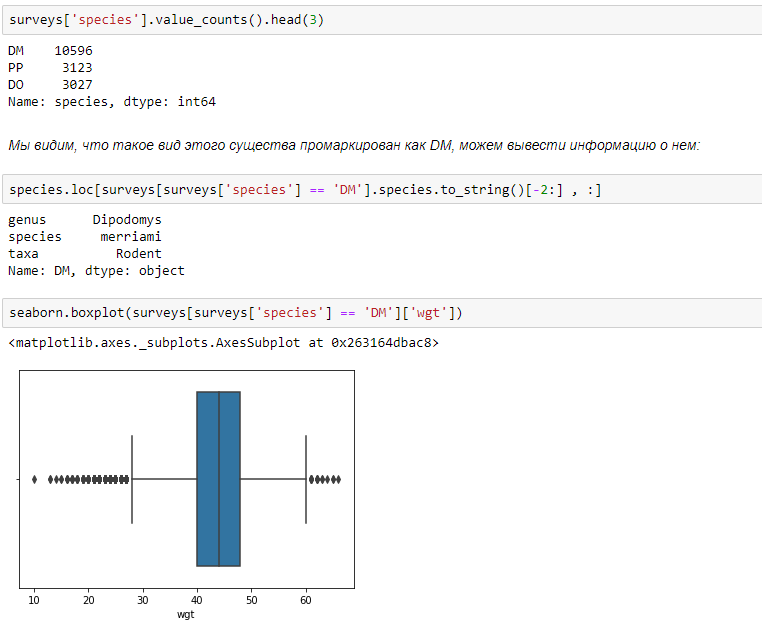 surveys['species'].value_counts().head(3)
DM    10596
PP     3123
DO     3027
Name: species, dtype: int64
Мы видим, что такое вид этого существа промаркирован как DM, можем вывести информацию о нем:
species.loc[surveys[surveys['species'] == 'DM'].species.to_string()[-2:] , :]
genus      Dipodomys
species     merriami
taxa          Rodent
Name: DM, dtype: object
seaborn.boxplot(surveys[surveys['species'] == 'DM']['wgt'])
<matplotlib.axes._subplots.AxesSubplot at 0x263164dbac8>
10 20 30 40 50 60
wgt